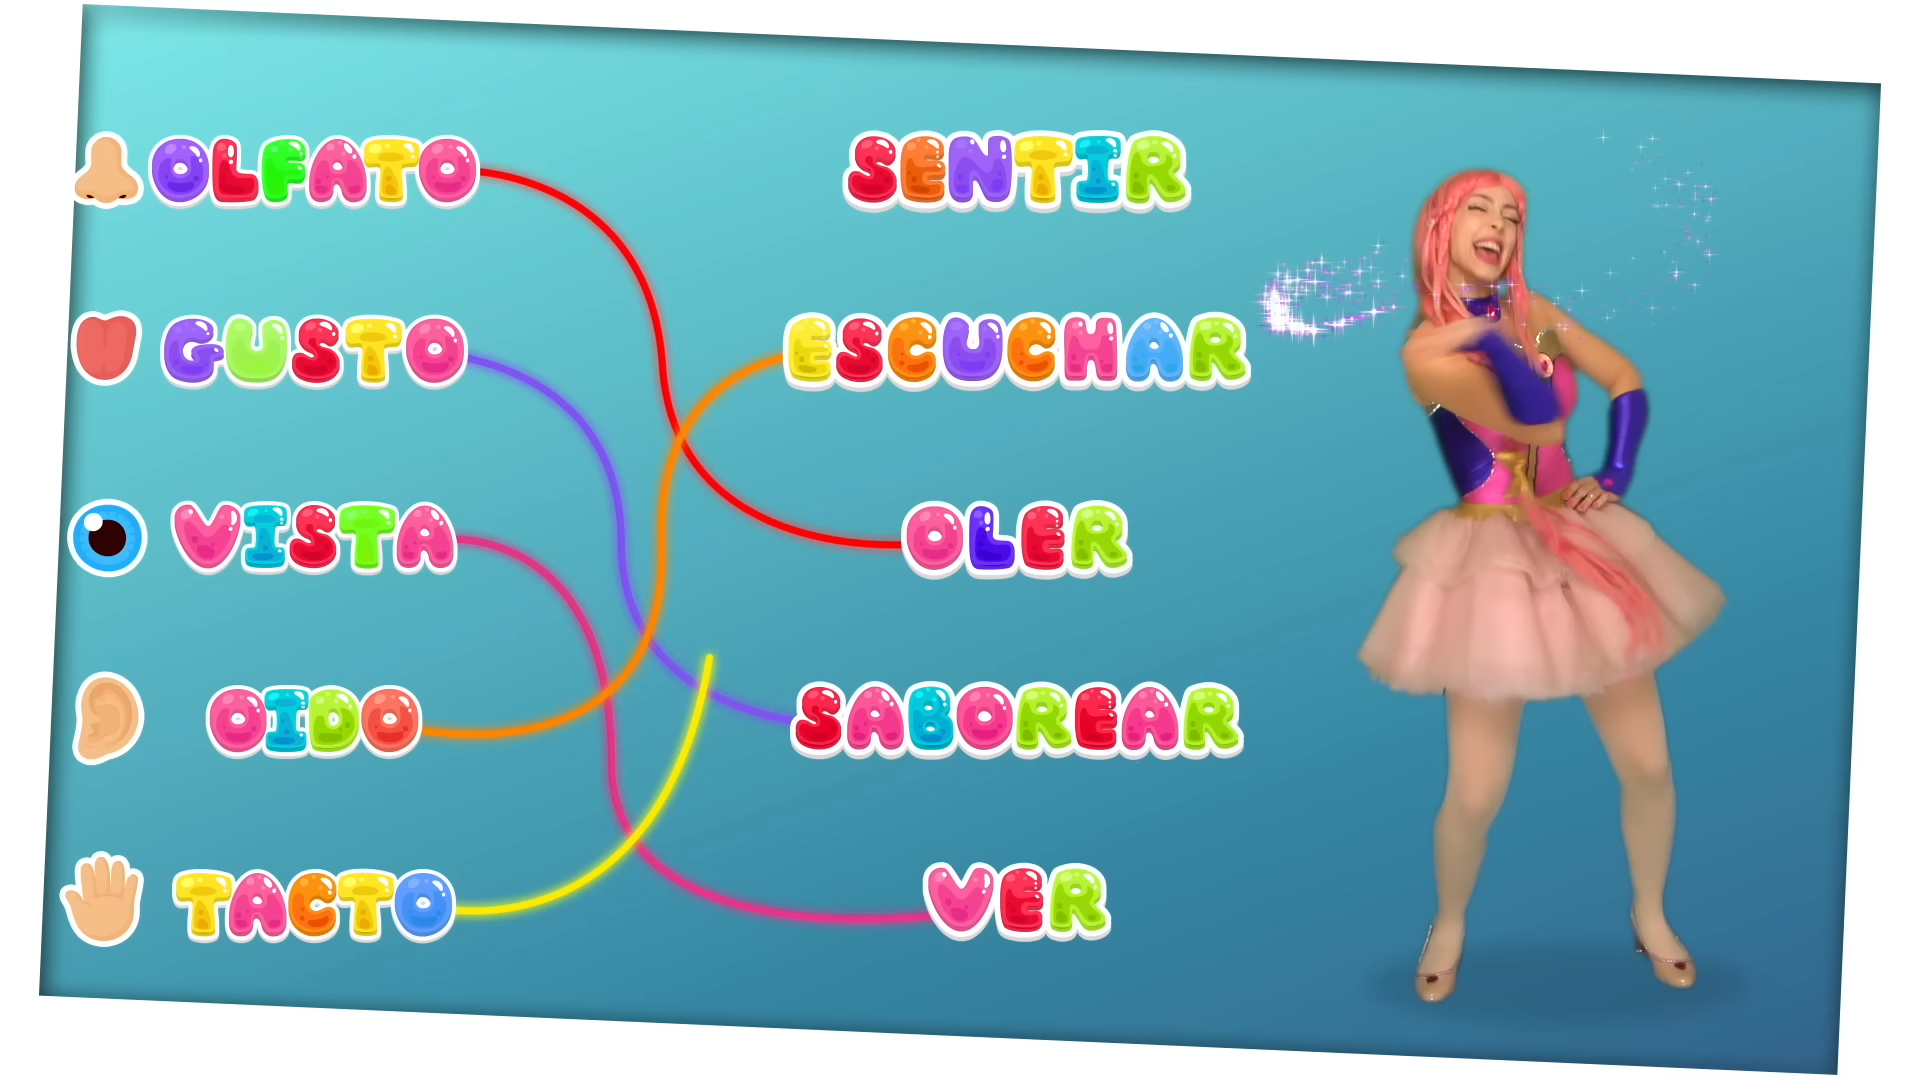 OLFATO
GUSTO
VISTA
OIDO
TACTO
SENTIR
ESCUCHAR
OLER
SABOREAR
VER